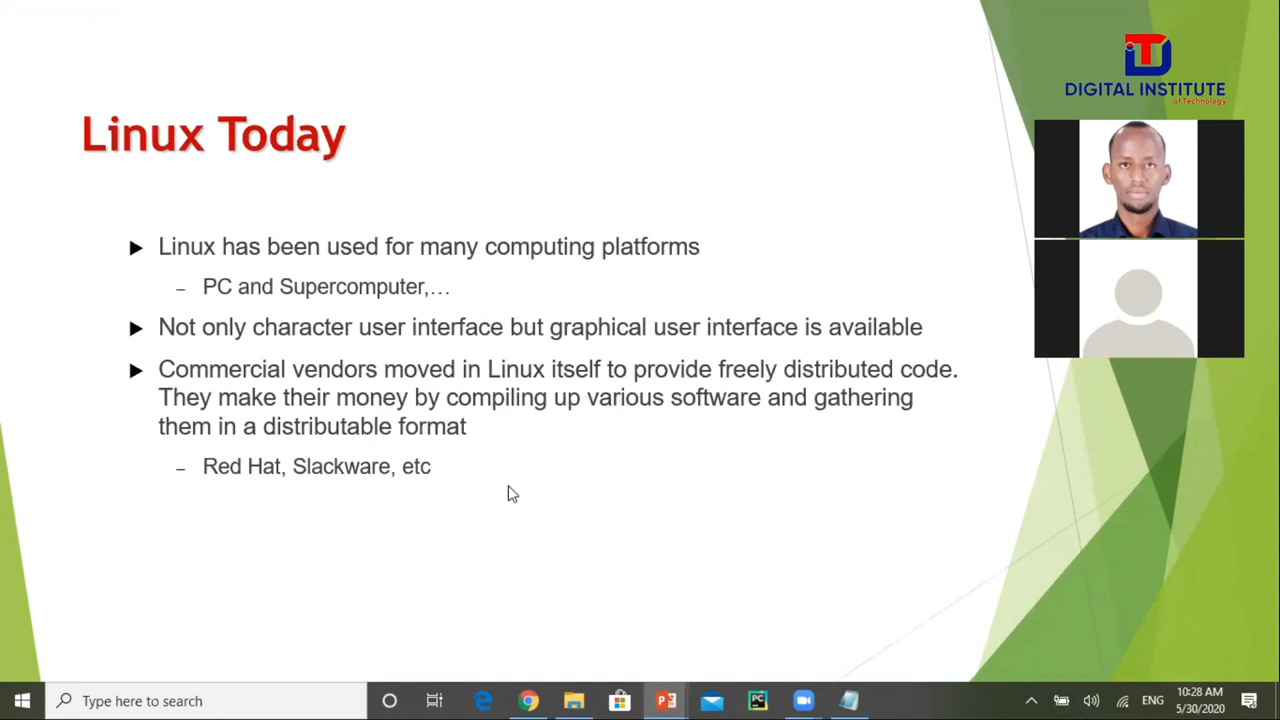 DIGITAL INSTITUTE
of Technology
Linux Today
Linux has been used for many computing platforms
– PC and Supercomputer,…
Not only character user interface but graphical user interface is available
Commercial vendors moved in Linux itself to provide freely distributed code.
They make their money by compiling up various software and gathering
them in a distributable format
– Red Hat, Slackware, etc
Type here to search
PC
ENG
10:28 AM
5/30/2020